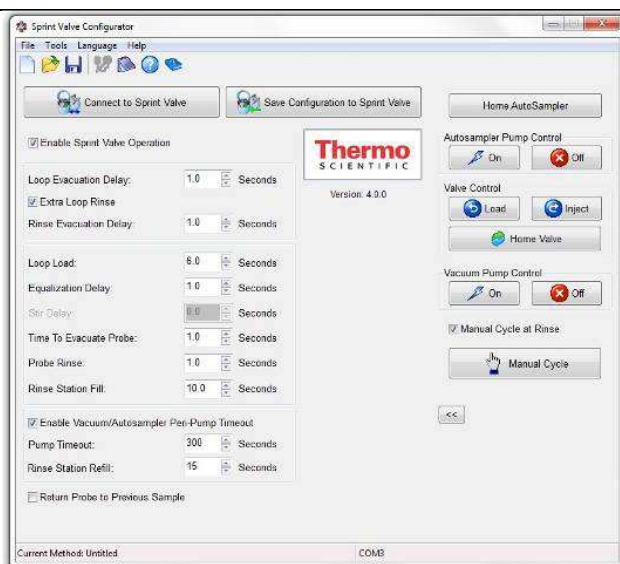 Sprint Valve Configurator
File Tools Language Help
Connect to Sprint Valve
Save Configuration to Sprint Valve
Home AutoSampler
Enable Sprint Valve Operation
Thermo
SCIENTIFIC
Version: 4.0.0
Autosampler Pump Control
On
Off
Loop Evacuation Delay: 1.0 Seconds
Extra Loop Rinse
Rinse Evacuation Delay: 1.0 Seconds
Valve Control
Load
Inject
Home Valve
Loop Load: 6.0 Seconds
Equalization Delay: 1.0 Seconds
Stir Delay: 0.0 Seconds
Time To Evacuate Probe: 1.0 Seconds
Probe Rinse: 1.0 Seconds
Rinse Station Fill: 10.0 Seconds
Vacuum Pump Control
On
Off
Manual Cycle at Rinse
Manual Cycle
<<
Enable Vacuum/Autosampler Peri-Pump Timeout
Pump Timeout: 300 Seconds
Rinse Station Refill: 15 Seconds
Return Probe to Previous Sample
Current Method: Untitled
COM3